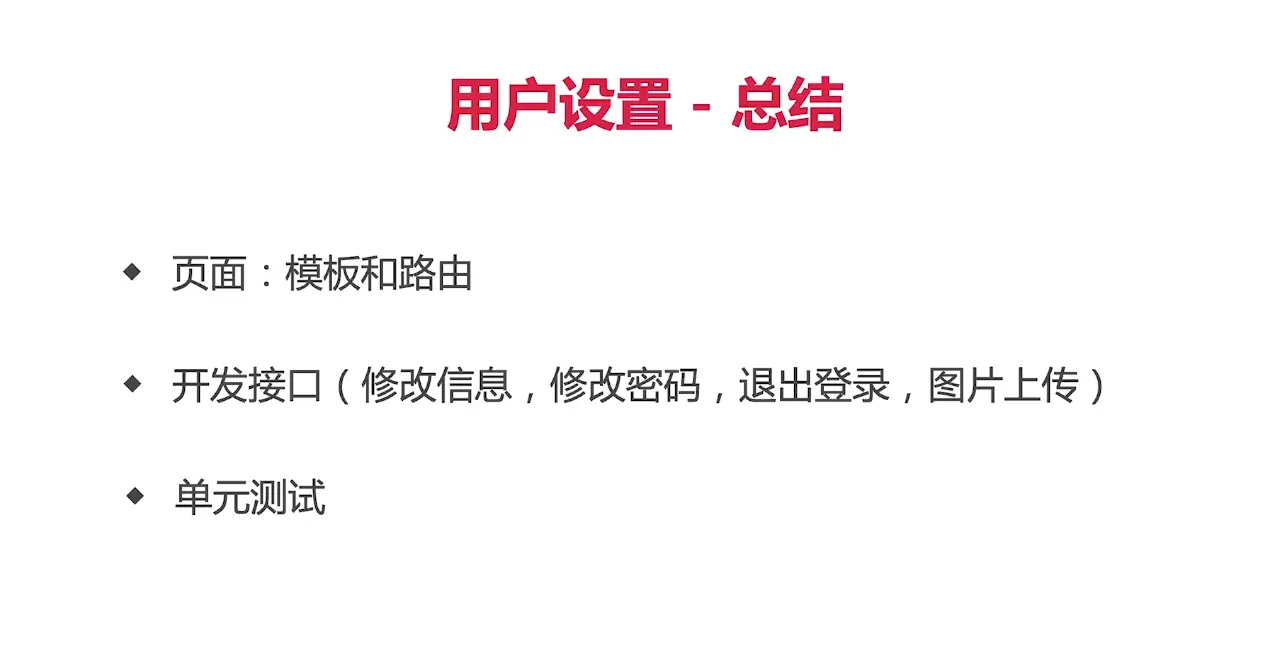 用户设置 - 总结
◆ 页面：模板和路由
◆ 开发接口（修改信息，修改密码，退出登录，图片上传）
◆ 单元测试